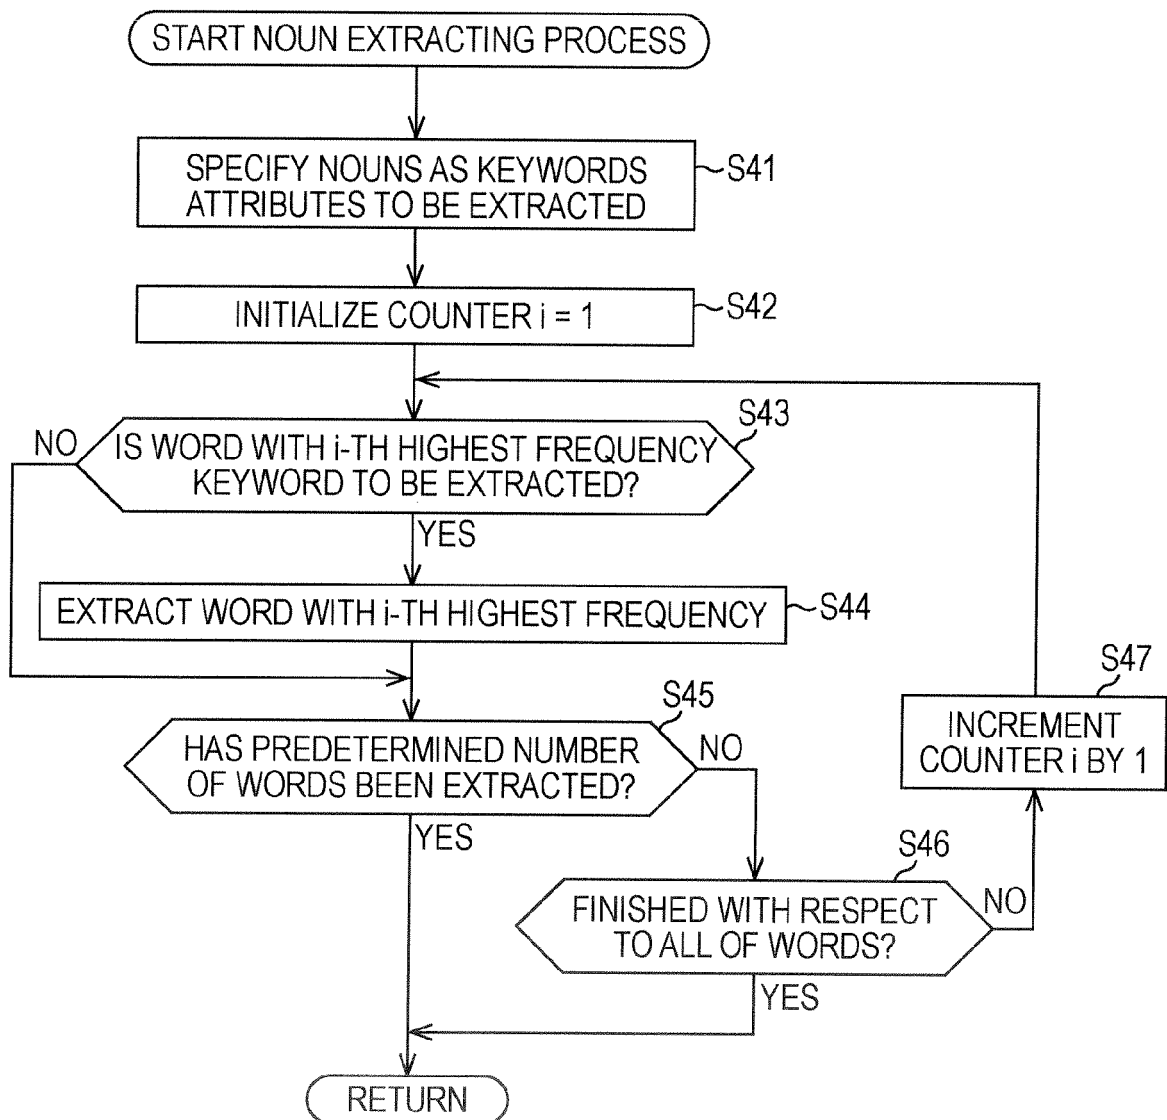 START NOUN EXTRACTING PROCESS
SPECIFY NOUNS AS KEYWORDS
ATTRIBUTES TO BE EXTRACTED
S41
INITIALIZE COUNTER i = 1
S42
S43
NO
IS WORD WITH i-TH HIGHEST FREQUENCY
KEYWORD TO BE EXTRACTED?
YES
EXTRACT WORD WITH i-TH HIGHEST FREQUENCY
S44
S47
INCREMENT
COUNTER i BY 1
S45
HAS PREDETERMINED NUMBER
OF WORDS BEEN EXTRACTED?
NO
YES
S46
FINISHED WITH RESPECT
TO ALL OF WORDS?
NO
YES
RETURN